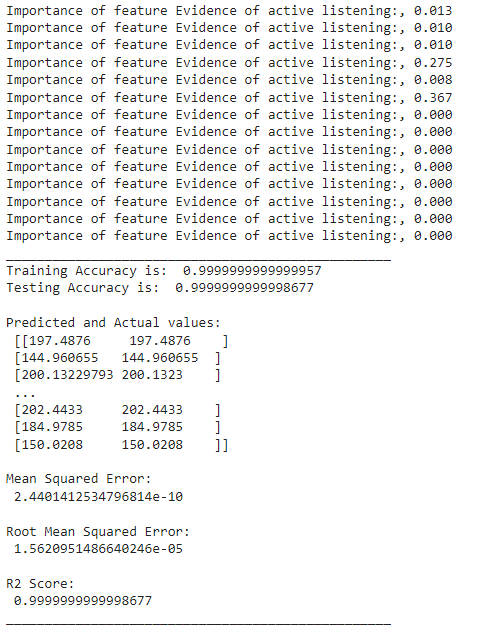 Importance of feature Evidence of active listening:, 0.013
Importance of feature Evidence of active listening:, 0.010
Importance of feature Evidence of active listening:, 0.010
Importance of feature Evidence of active listening:, 0.275
Importance of feature Evidence of active listening:, 0.008
Importance of feature Evidence of active listening:, 0.367
Importance of feature Evidence of active listening:, 0.000
Importance of feature Evidence of active listening:, 0.000
Importance of feature Evidence of active listening:, 0.000
Importance of feature Evidence of active listening:, 0.000
Importance of feature Evidence of active listening:, 0.000
Importance of feature Evidence of active listening:, 0.000
Importance of feature Evidence of active listening:, 0.000
Importance of feature Evidence of active listening:, 0.000
__________________________________________________
Training Accuracy is:  0.9999999999999957
Testing Accuracy is:  0.9999999999998677
Predicted and Actual values:
[[197.4876     197.4876    ]
[144.960655   144.960655  ]
[200.13229793 200.1323    ]
...
[202.4433     202.4433    ]
[184.9785     184.9785    ]
[150.0208     150.0208    ]]
Mean Squared Error:
2.4401412534796814e-10
Root Mean Squared Error:
1.5620951486640246e-05
R2 Score:
0.9999999999998677
__________________________________________________